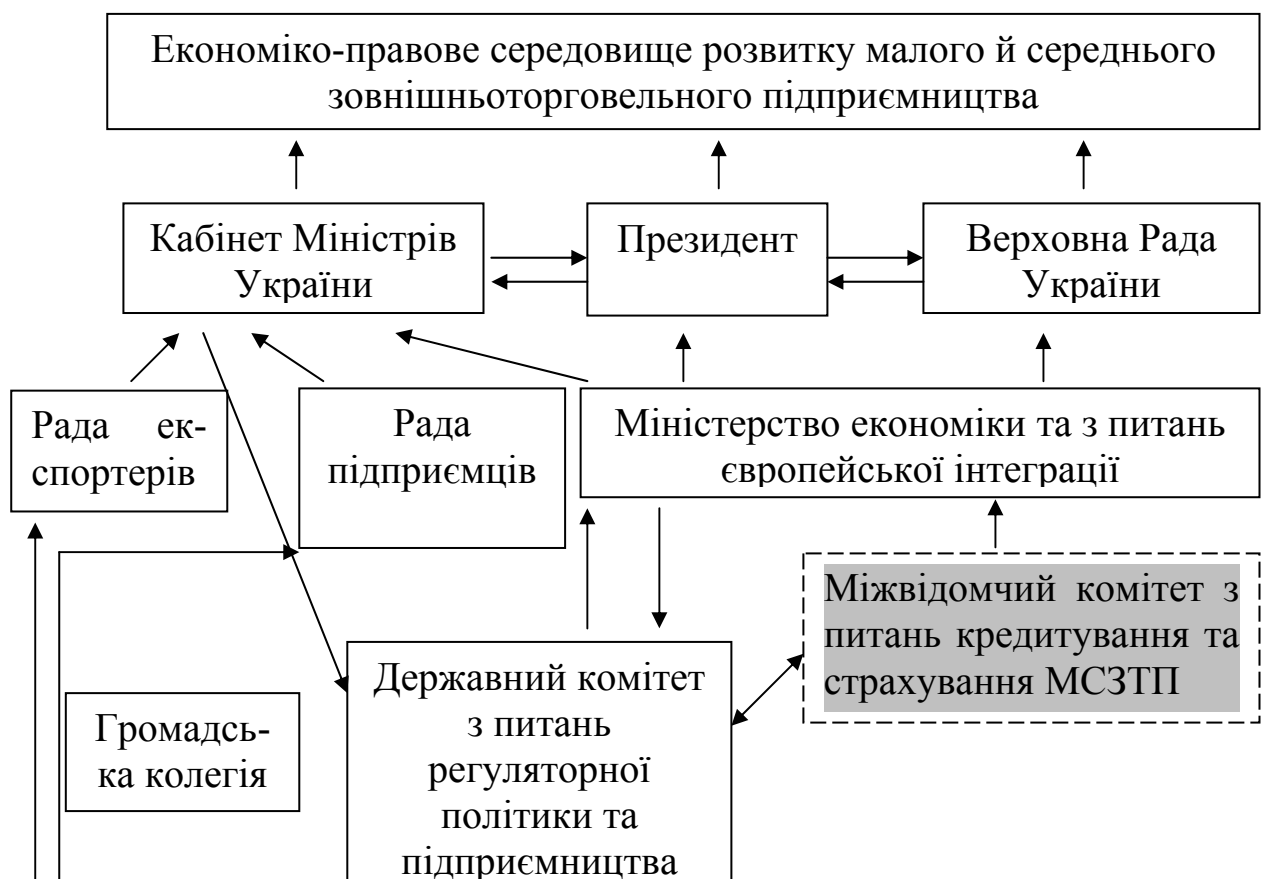 Економіко-правове середовище розвитку малого й середнього
зовнішньоторговельного підприємництва
Кабінет Міністрів
України
Президент
Верховна Рада
України
Рада ек-
спортерів
Рада
підприємців
Міністерство економіки та з питань
європейської інтеграції
Міжвідомчий комітет з
питань кредитування та
страхування МСЗТП
Громадсь-
ка колегія
Державний комітет
з питань
регуляторної
політики та
підприємництва